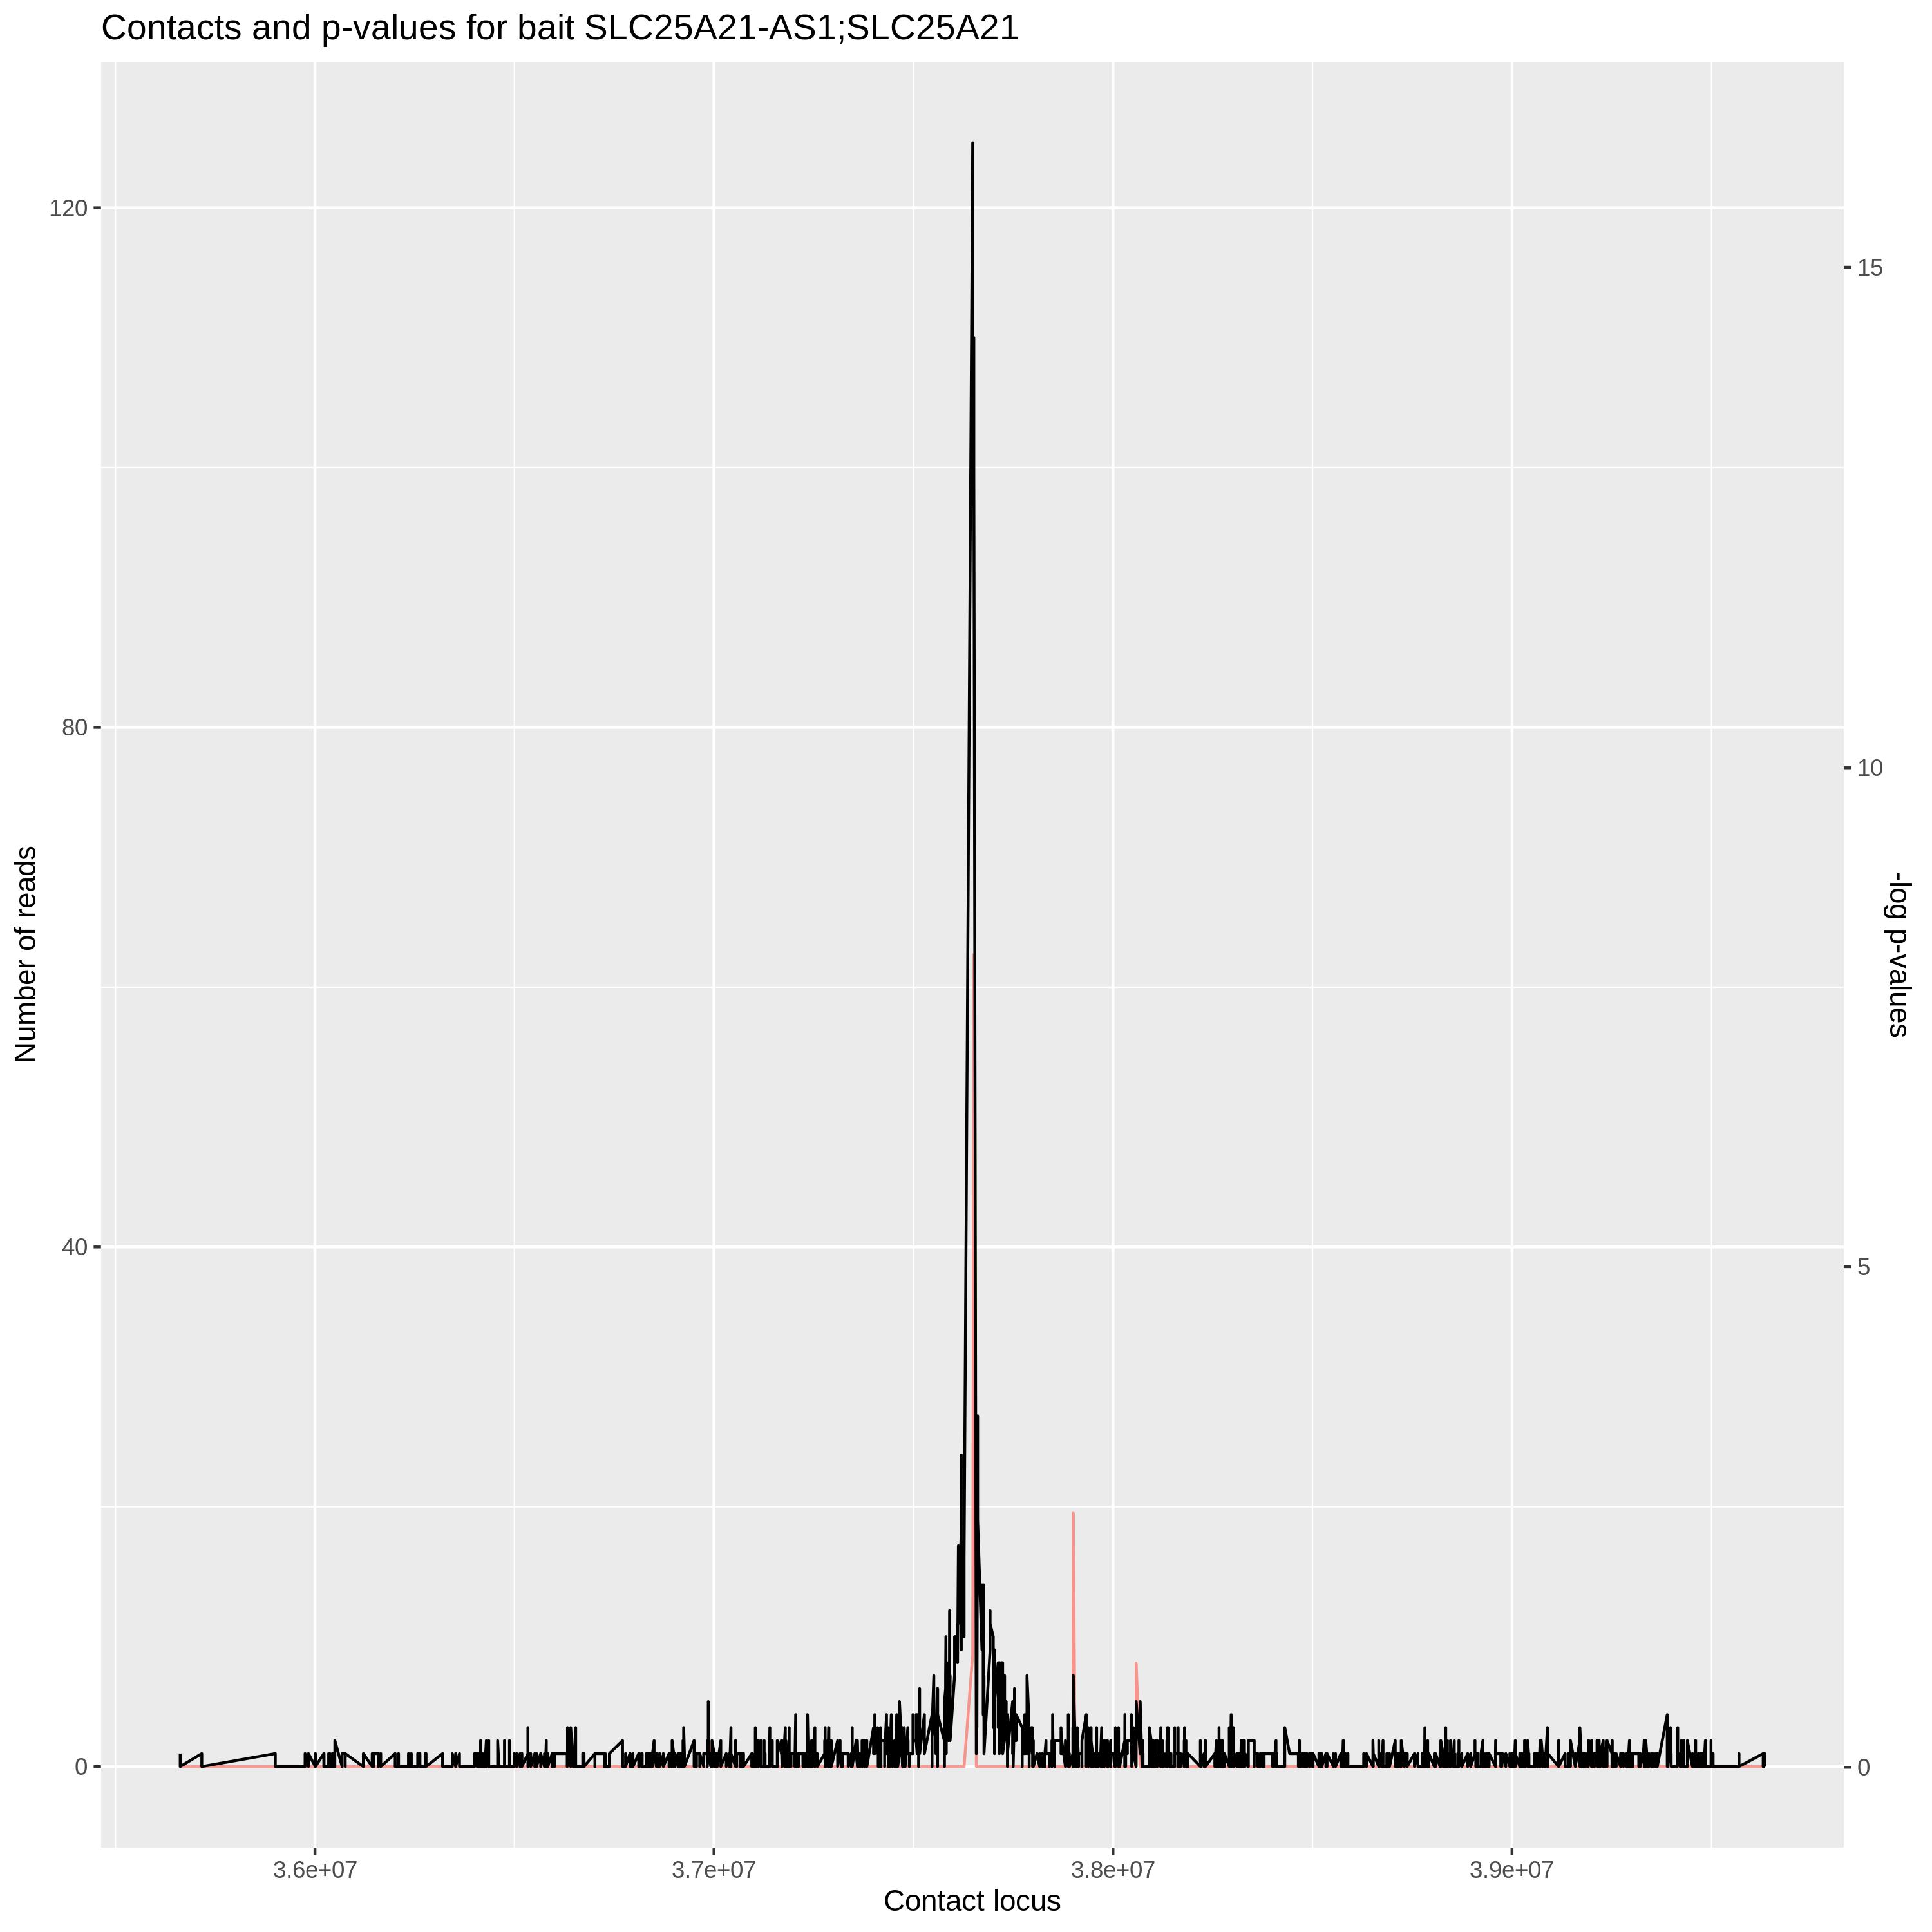 Contacts and p-values for bait SLC25A21-AS1;SLC25A21
120
80
40
0
Number of reads
15
10
5
0
-log p-values
3.6e+07 3.7e+07 3.8e+07 3.9e+07
Contact locus